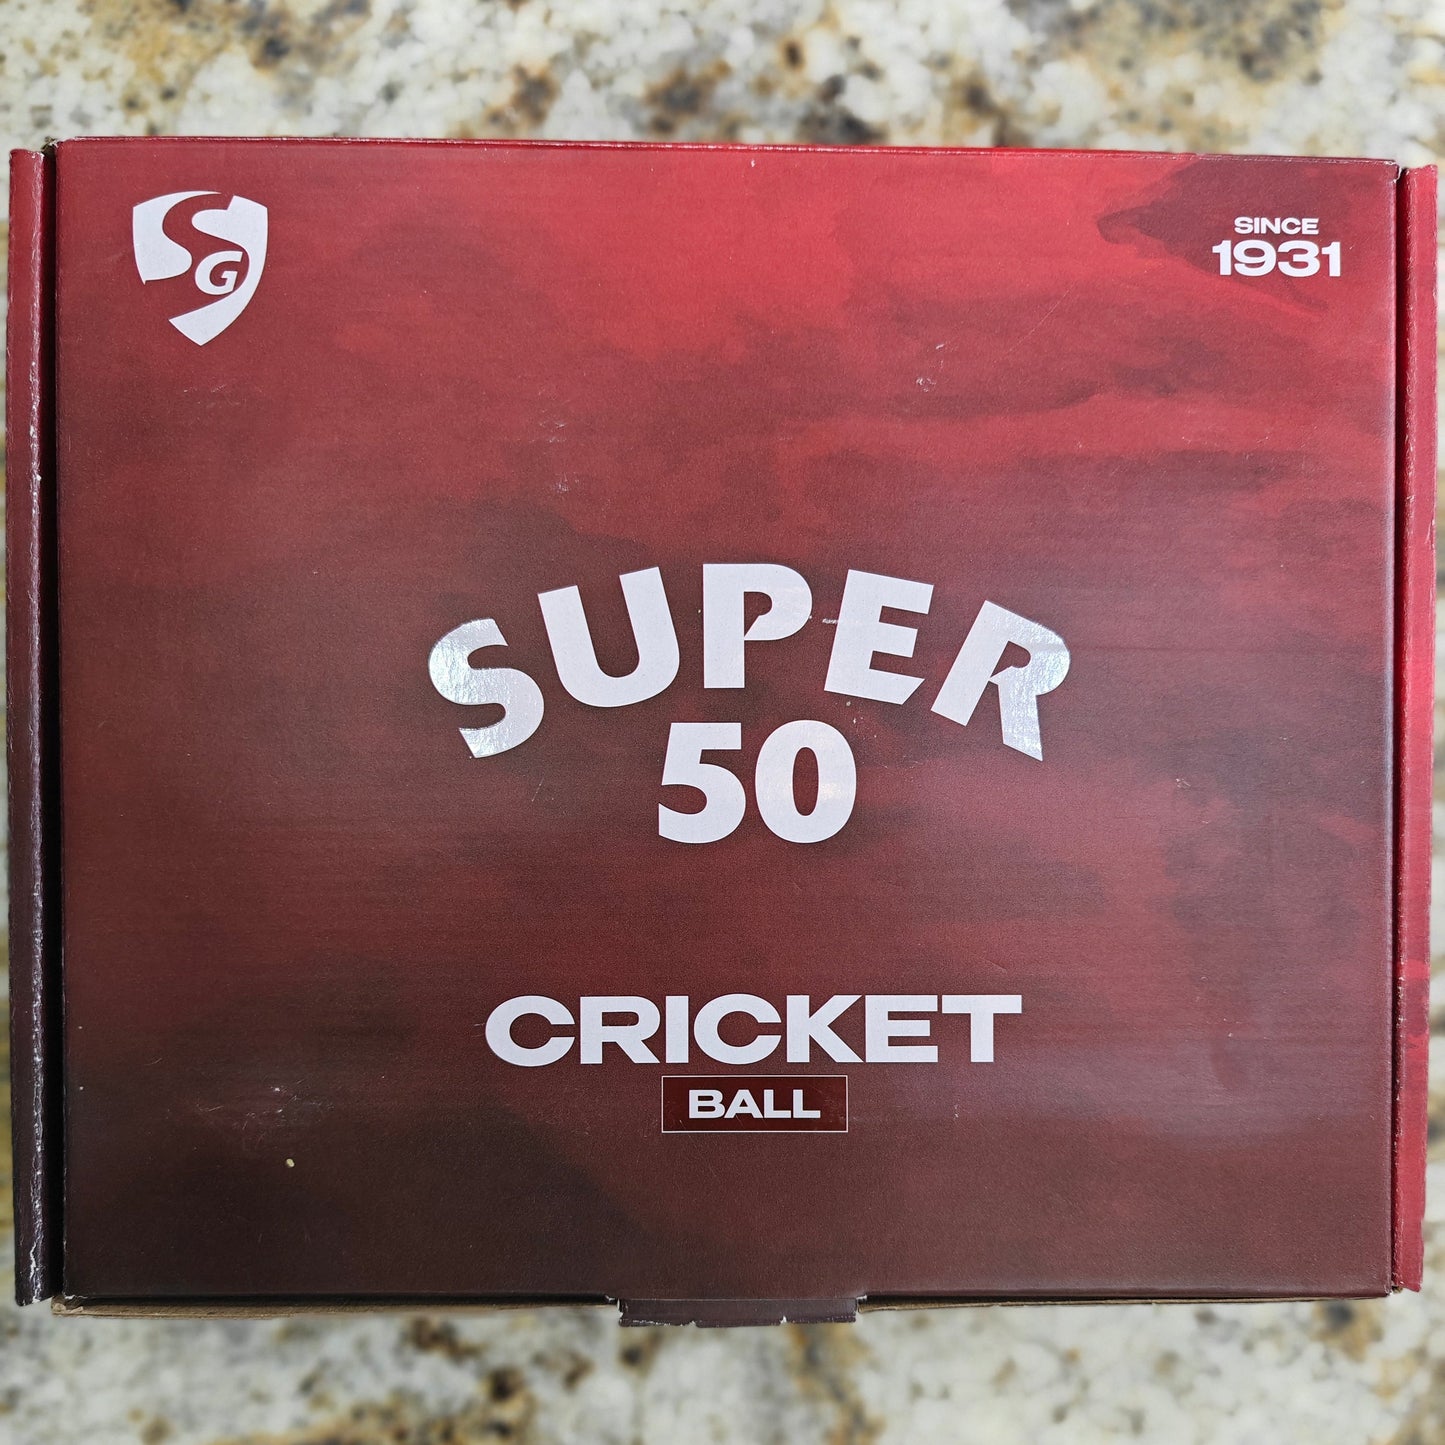 SG
SINCE
1931
SUPER
50
CRICKET
BALL